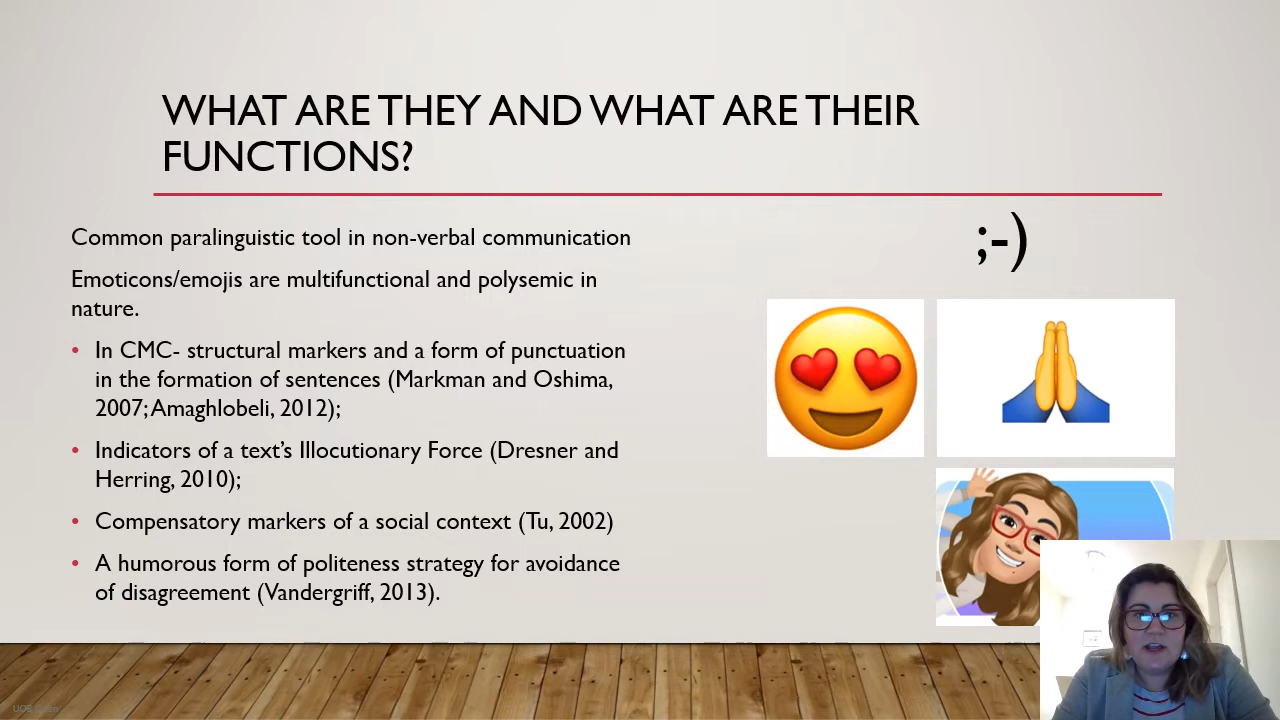 WHAT ARE THEY AND WHAT ARE THEIR
FUNCTIONS?
Common paralinguistic tool in non-verbal communication
Emoticons/emojis are multifunctional and polysemic in
nature.
• In CMC- structural markers and a form of punctuation
in the formation of sentences (Markman and Oshima,
2007; Amaghlobeli, 2012);
• Indicators of a text’s Illocutionary Force (Dresner and
Herring, 2010);
• Compensatory markers of a social context (Tu, 2002)
• A humorous form of politeness strategy for avoidance
of disagreement (Vandergriff, 2013).
;-)